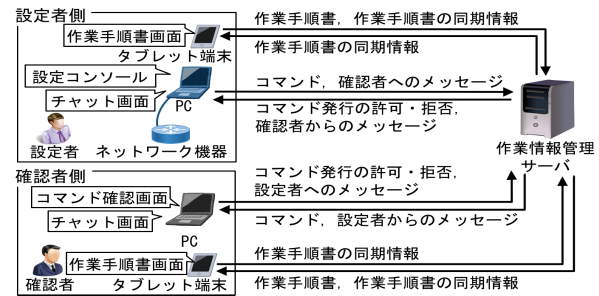 設定者側
作業手順書画面
タブレット端末
設定コンソール
チャット画面
PC
設定者 ネットワーク機器
作業手順書，作業手順書の同期情報
作業手順書の同期情報
コマンド，確認者へのメッセージ
コマンド発行の許可・拒否，
確認者からのメッセージ
作業情報管理
サーバ
確認者側
コマンド確認画面
チャット画面
PC
作業手順書画面
確認者 タブレット端末
コマンド発行の許可・拒否，
設定者へのメッセージ
コマンド，設定者からのメッセージ
作業手順書の同期情報
作業手順書，作業手順書の同期情報